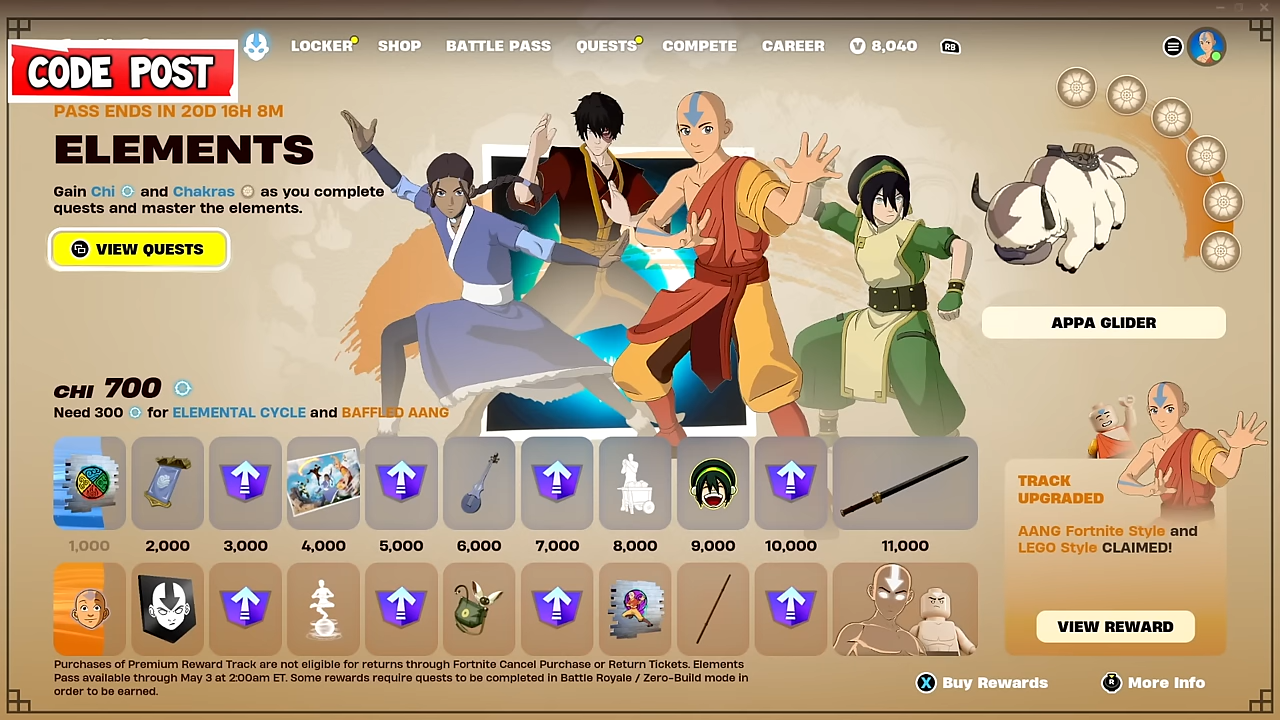 LOCKER SHOP BATTLE PASS QUESTS COMPETE CAREER V 8,040 RB
CODE POST
PASS ENDS IN 20D 16H 8M
ELEMENTS
Gain Chi and Chakras as you complete
quests and master the elements.
VIEW QUESTS
APPA GLIDER
CHI 700
Need 300 for ELEMENTAL CYCLE and BAFFLED AANG
TRACK
UPGRADED
AANG Fortnite Style and
LEGO Style CLAIMED!
1,000 2,000 3,000 4,000 5,000 6,000 7,000 8,000 9,000 10,000 11,000
VIEW REWARD
Purchases of Premium Reward Track are not eligible for returns through Fortnite Cancel Purchase or Return Tickets. Elements
Pass available through May 3 at 2:00am ET. Some rewards require quests to be completed in Battle Royale / Zero-Build mode in
order to be earned.
X Buy Rewards R More Info